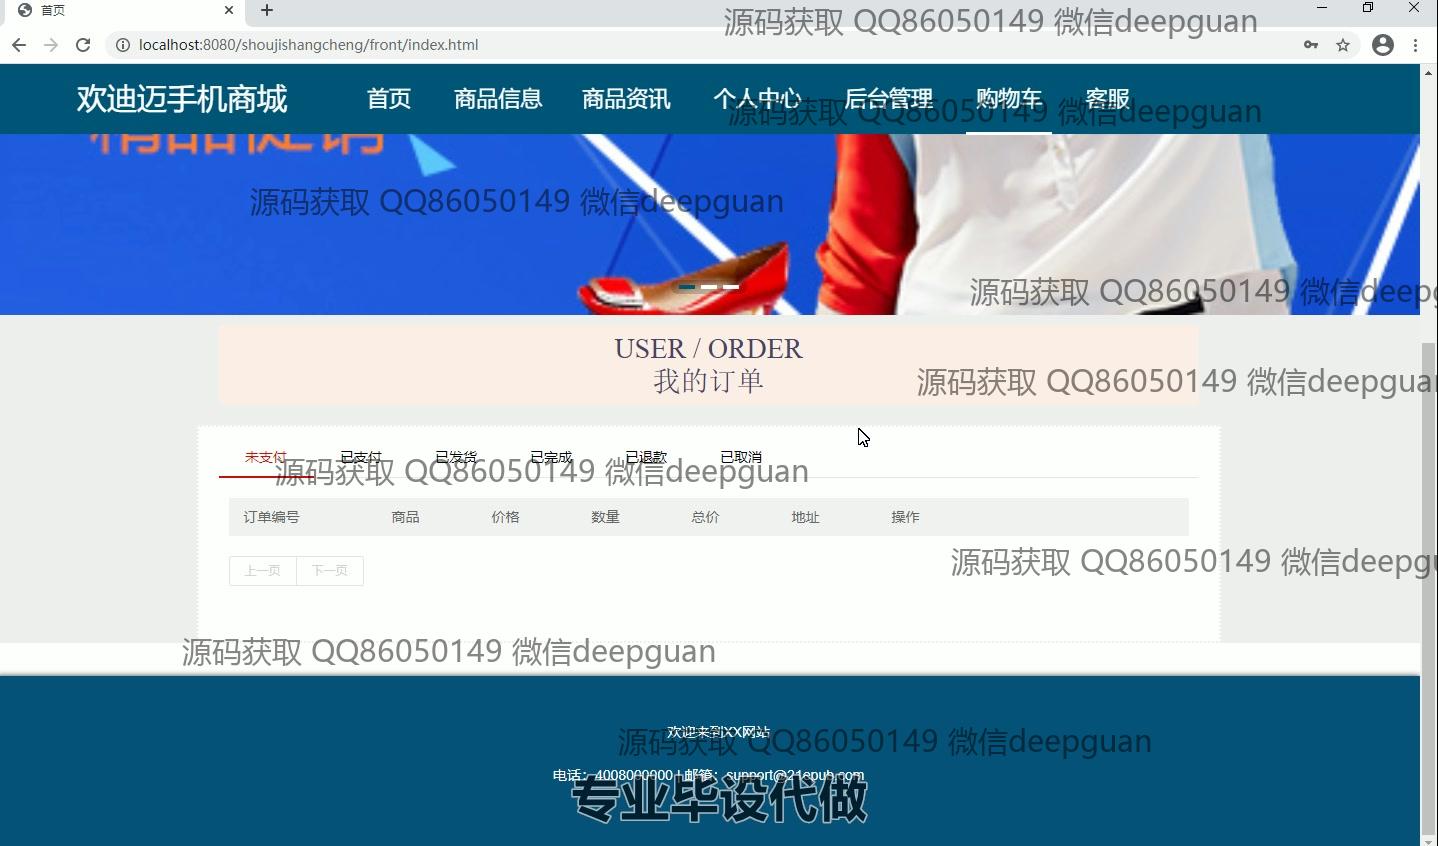 首页
localhost:8080/shoujishangcheng/front/index.html
源码获取 QQ86050149 微信deepguan
欢迪迈手机商城 首页 商品信息 商品资讯 个人中心 后台管理 购物车 客服
源码获取 QQ86050149 微信deepguan
精品促销
源码获取 QQ86050149 微信deepguan
源码获取 QQ86050149 微信deep
USER / ORDER
我的订单
源码获取 QQ86050149 微信deepguan
未支付 已支付 已发货 已完成 已退款 已取消
源码获取 QQ86050149 微信deepguan
订单编号 商品 价格 数量 总价 地址 操作
源码获取 QQ86050149 微信deepgu
上一页 下一页
源码获取 QQ86050149 微信deepguan
欢迎来到XX网站
源码获取 QQ86050149 微信deepguan
电话：4008000000 | 邮箱：support@21epub.com
专业毕设代做